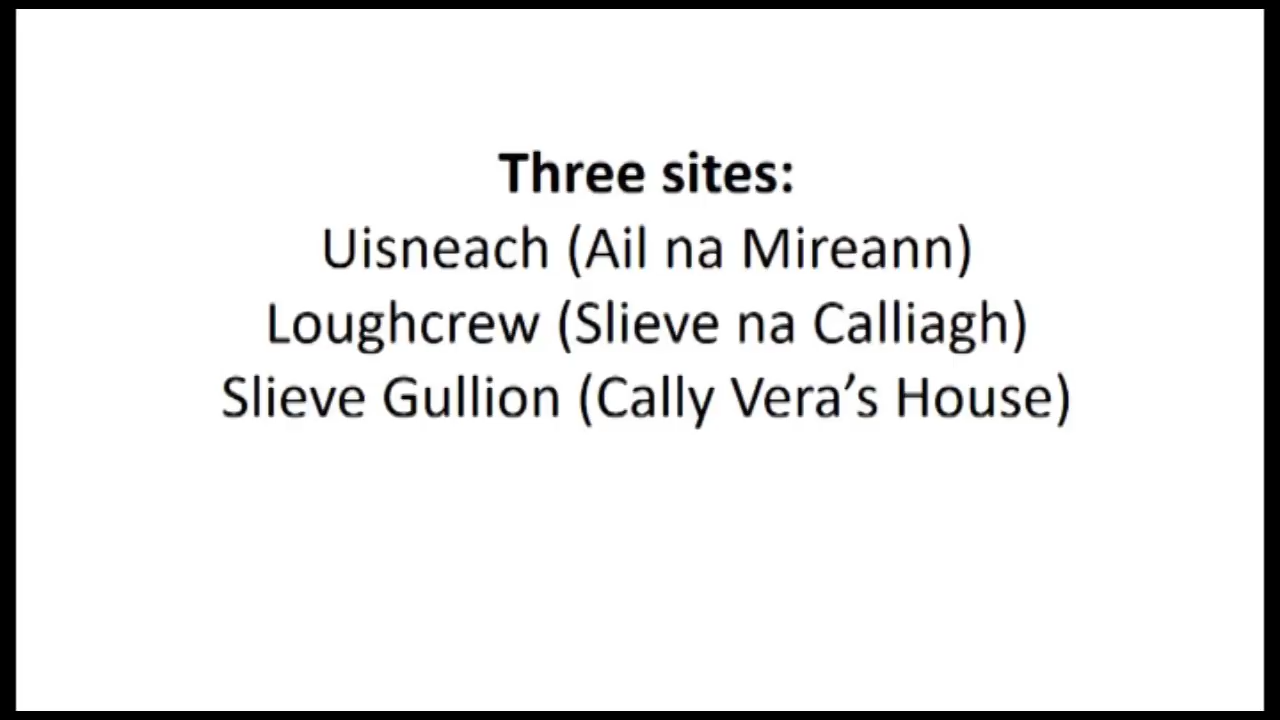 Three sites:
Uisneach (Ail na Mireann)
Loughcrew (Slieve na Calliagh)
Slieve Gullion (Cally Vera’s House)